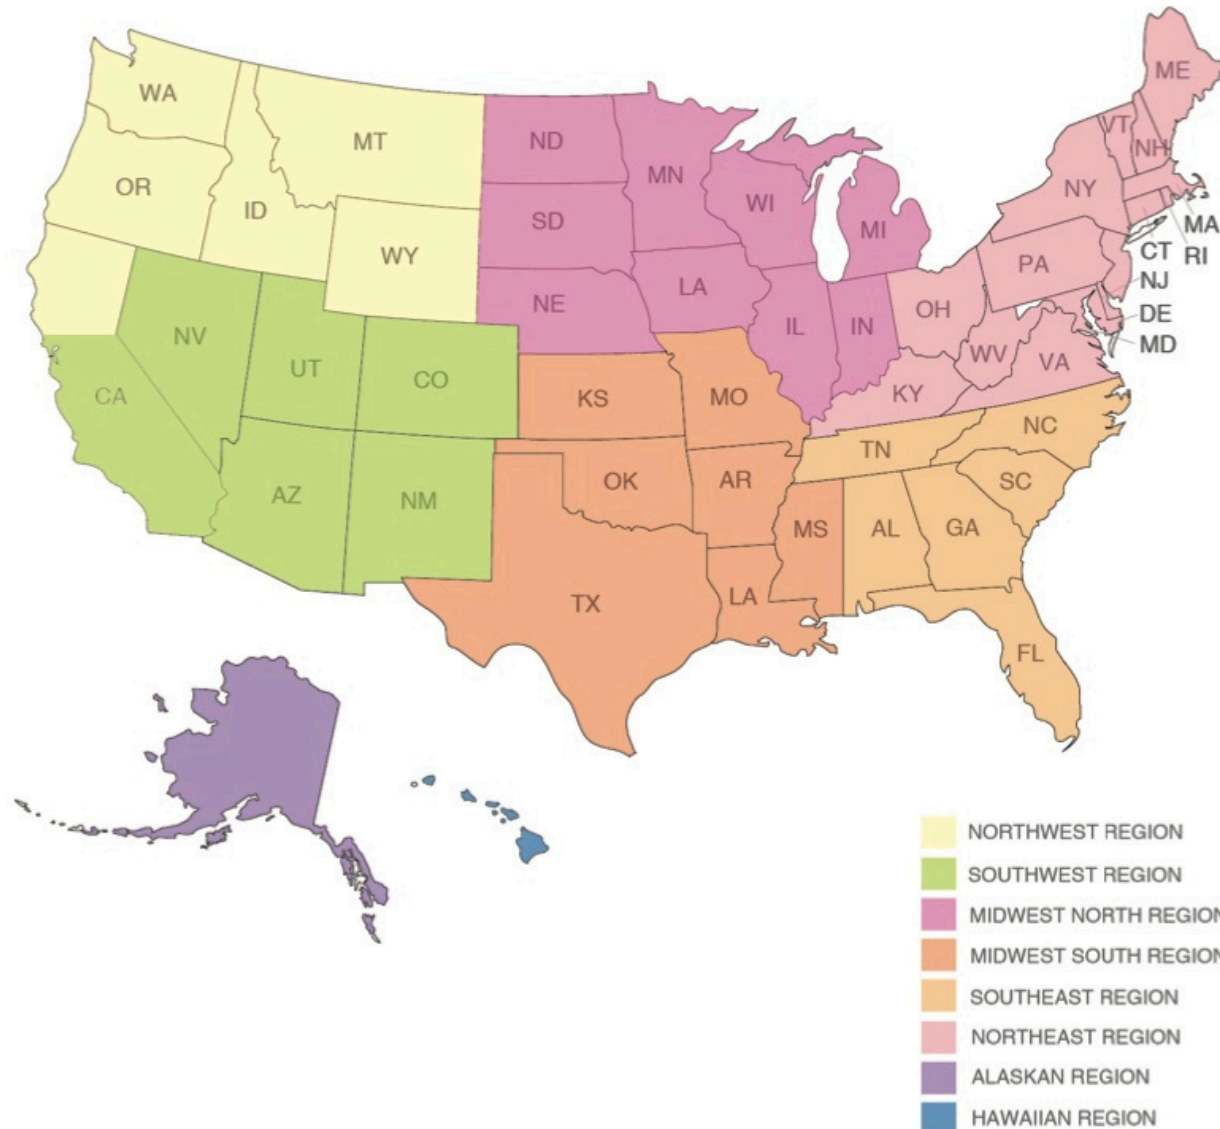 ME
WA
VT
MT
ND
NH
MN
OR
NY
WI
ID
SD
MI
MA
WY
CT
RI
PA
NJ
LA
NE
OH
DE
NV
IL
IN
MD
WV
VA
UT
CO
KY
CA
KS
MO
NC
TN
OK
AR
SC
AZ
NM
MS
AL
GA
TX
LA
FL
NORTHWEST REGION
SOUTHWEST REGION
MIDWEST NORTH REGION
MIDWEST SOUTH REGION
SOUTHEAST REGION
NORTHEAST REGION
ALASKAN REGION
HAWAIIAN REGION